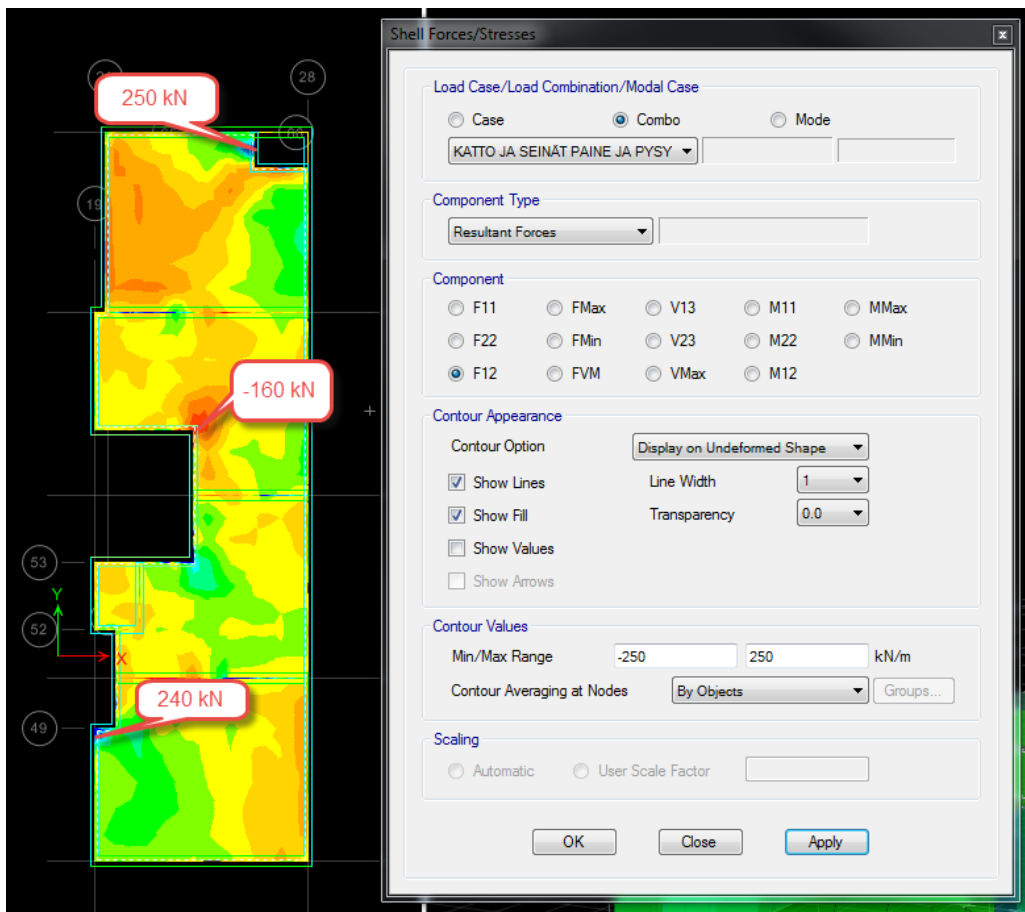 Shell Forces/Stresses
Load Case/Load Combination/Modal Case
Case
Combo
Mode
KATTO JA SEINÄT PAINE JA PYSY
Component Type
Resultant Forces
Component
F11
FMax
V13
M11
MMax
F22
FMin
V23
M22
MMin
F12
FVM
VMax
M12
Contour Appearance
Contour Option
Display on Undeformed Shape
Show Lines
Line Width
1
Show Fill
Transparency
0.0
Show Values
Show Arrows
Contour Values
Min/Max Range
-250
250
kN/m
Contour Averaging at Nodes
By Objects
Groups...
Scaling
Automatic
User Scale Factor
OK
Close
Apply
28
250 kN
19
-160 kN
53
Y
52
X
240 kN
49